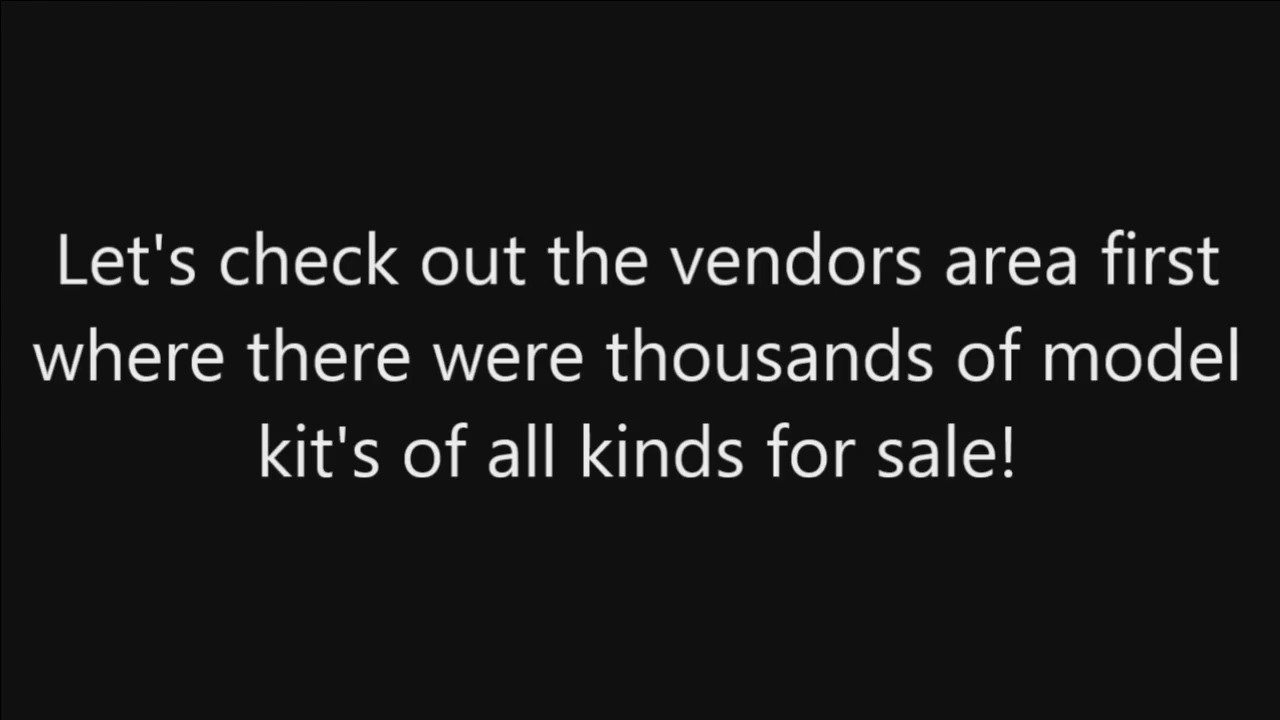 Let's check out the vendors area first
where there were thousands of model
kit's of all kinds for sale!